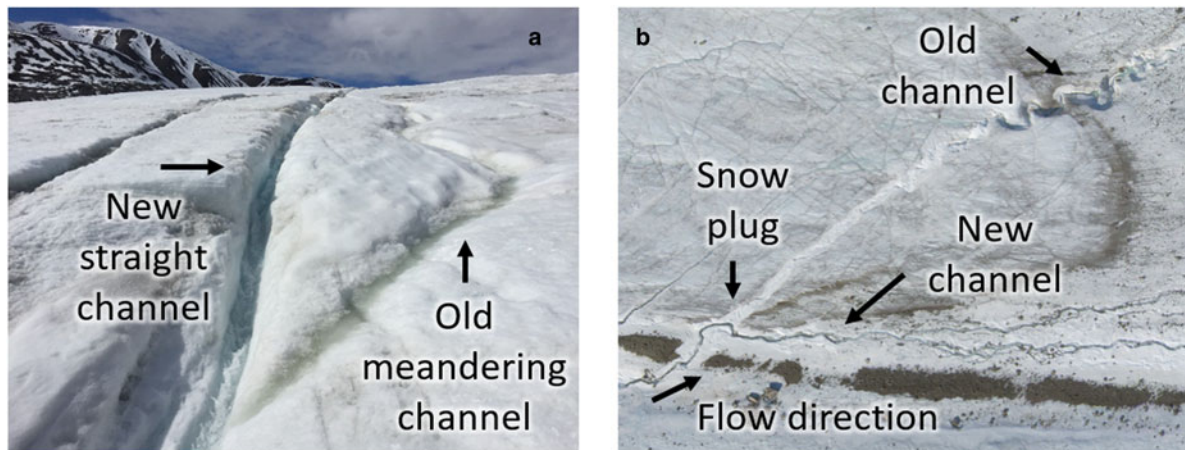 a
New
straight
channel
Old
meandering
channel
b
Old
channel
Snow
plug
New
channel
Flow direction